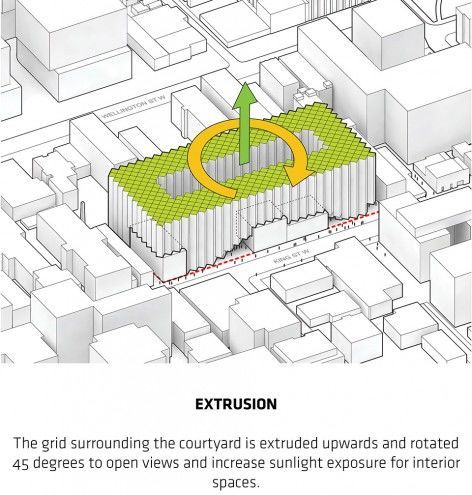 WELLINGTON ST W
KING ST W
EXTRUSION
The grid surrounding the courtyard is extruded upwards and rotated
45 degrees to open views and increase sunlight exposure for interior
spaces.